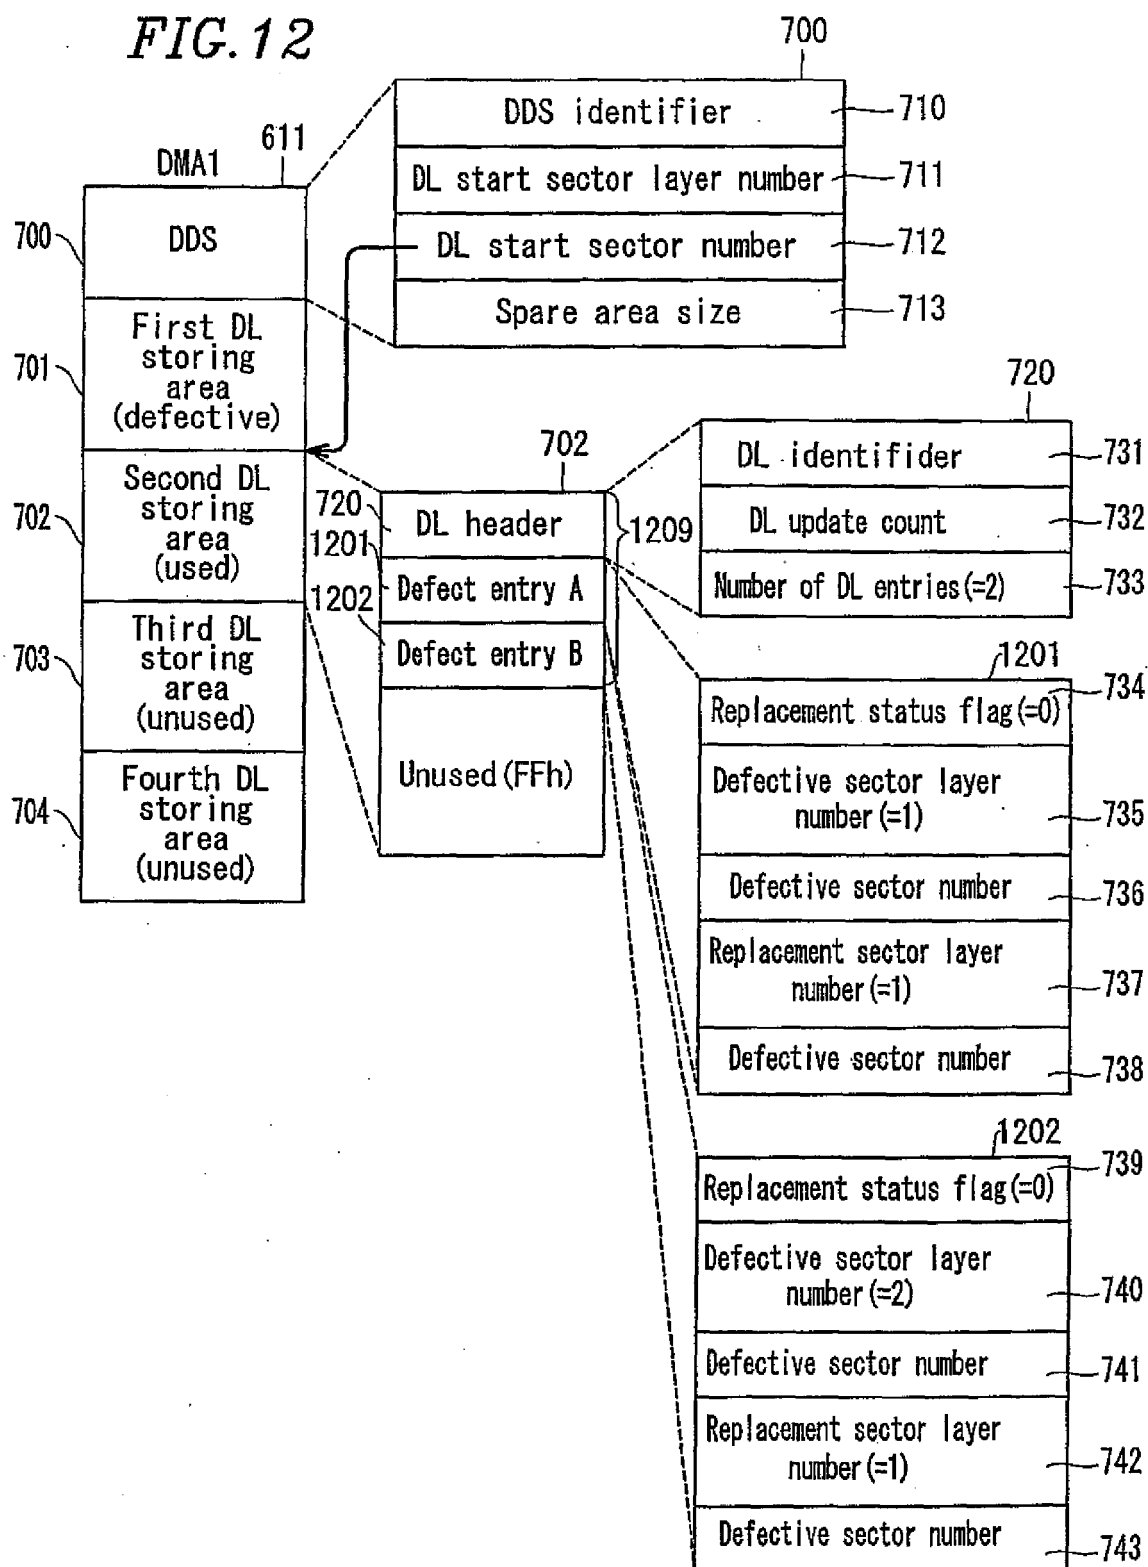 FIG. 12
700
DDS identifier
710
DL start sector layer number
711
DL start sector number
712
Spare area size
713
611
DMA1
700
DDS
701
First DL
storing
area
(defective)
702
Second DL
storing
area
(used)
703
Third DL
storing
area
(unused)
704
Fourth DL
storing
area
(unused)
702
720
DL header
1209
1201
Defect entry A
1202
Defect entry B
Unused(FFh)
720
DL identifider
731
DL update count
732
Number of DL entries(=2)
733
1201
Replacement status flag(=0)
734
Defective sector layer
number(=1)
735
Defective sector number
736
Replacement sector layer
number(=1)
737
Defective sector number
738
1202
Replacement status flag(=0)
739
Defective sector layer
number(=2)
740
Defective sector number
741
Replacement sector layer
number(=1)
742
Defective sector number
743